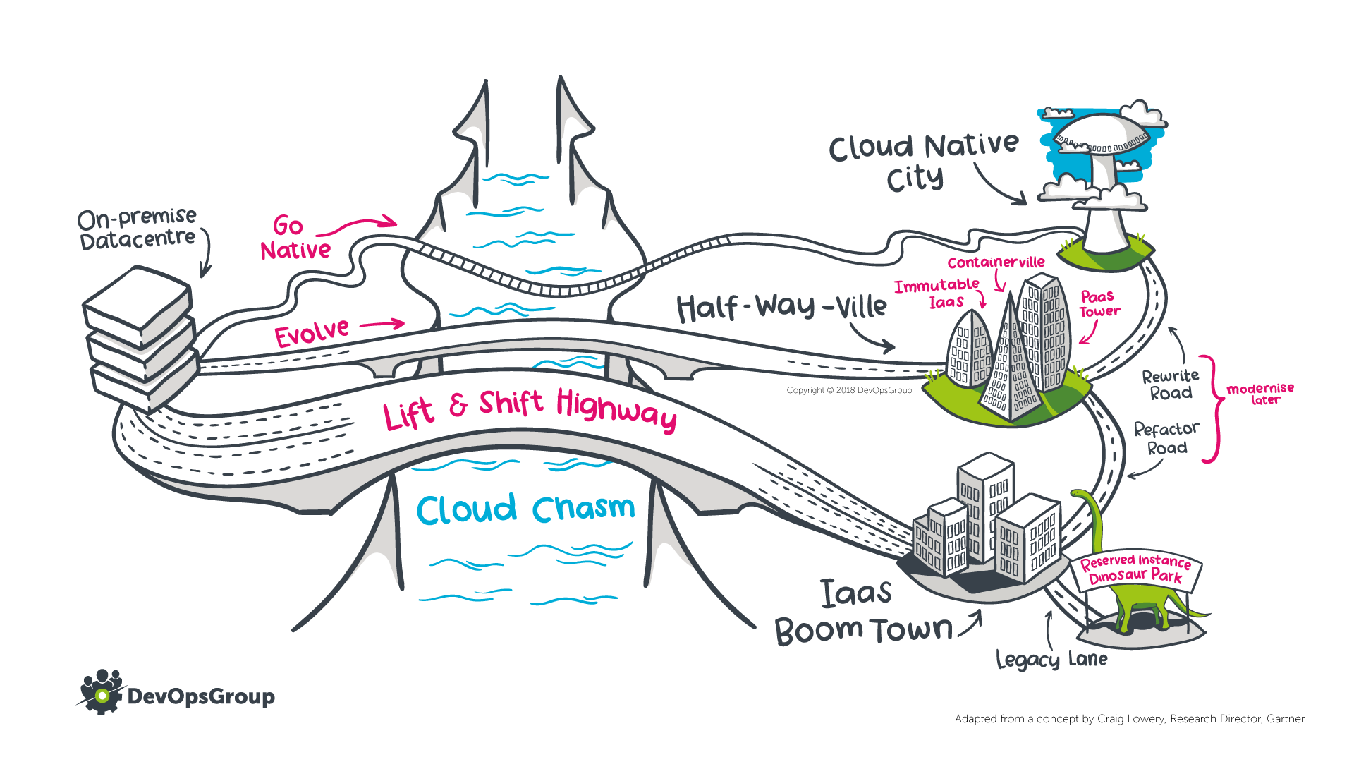 Cloud Native
City
On-premise
Datacentre
Go
Native
Containerville
Immutable
Iaas
Half-Way-Ville
Paas
Tower
Evolve
Copyright © 2018 DevOpsGroup
Rewrite
Road
modernise
later
Refactor
Road
Lift & Shift Highway
Cloud Chasm
Reserved Instance
Dinosaur Park
Iaas
Boom Town
Legacy Lane
DevOpsGroup
Adapted from a concept by Craig Lowery, Research Director, Gartner